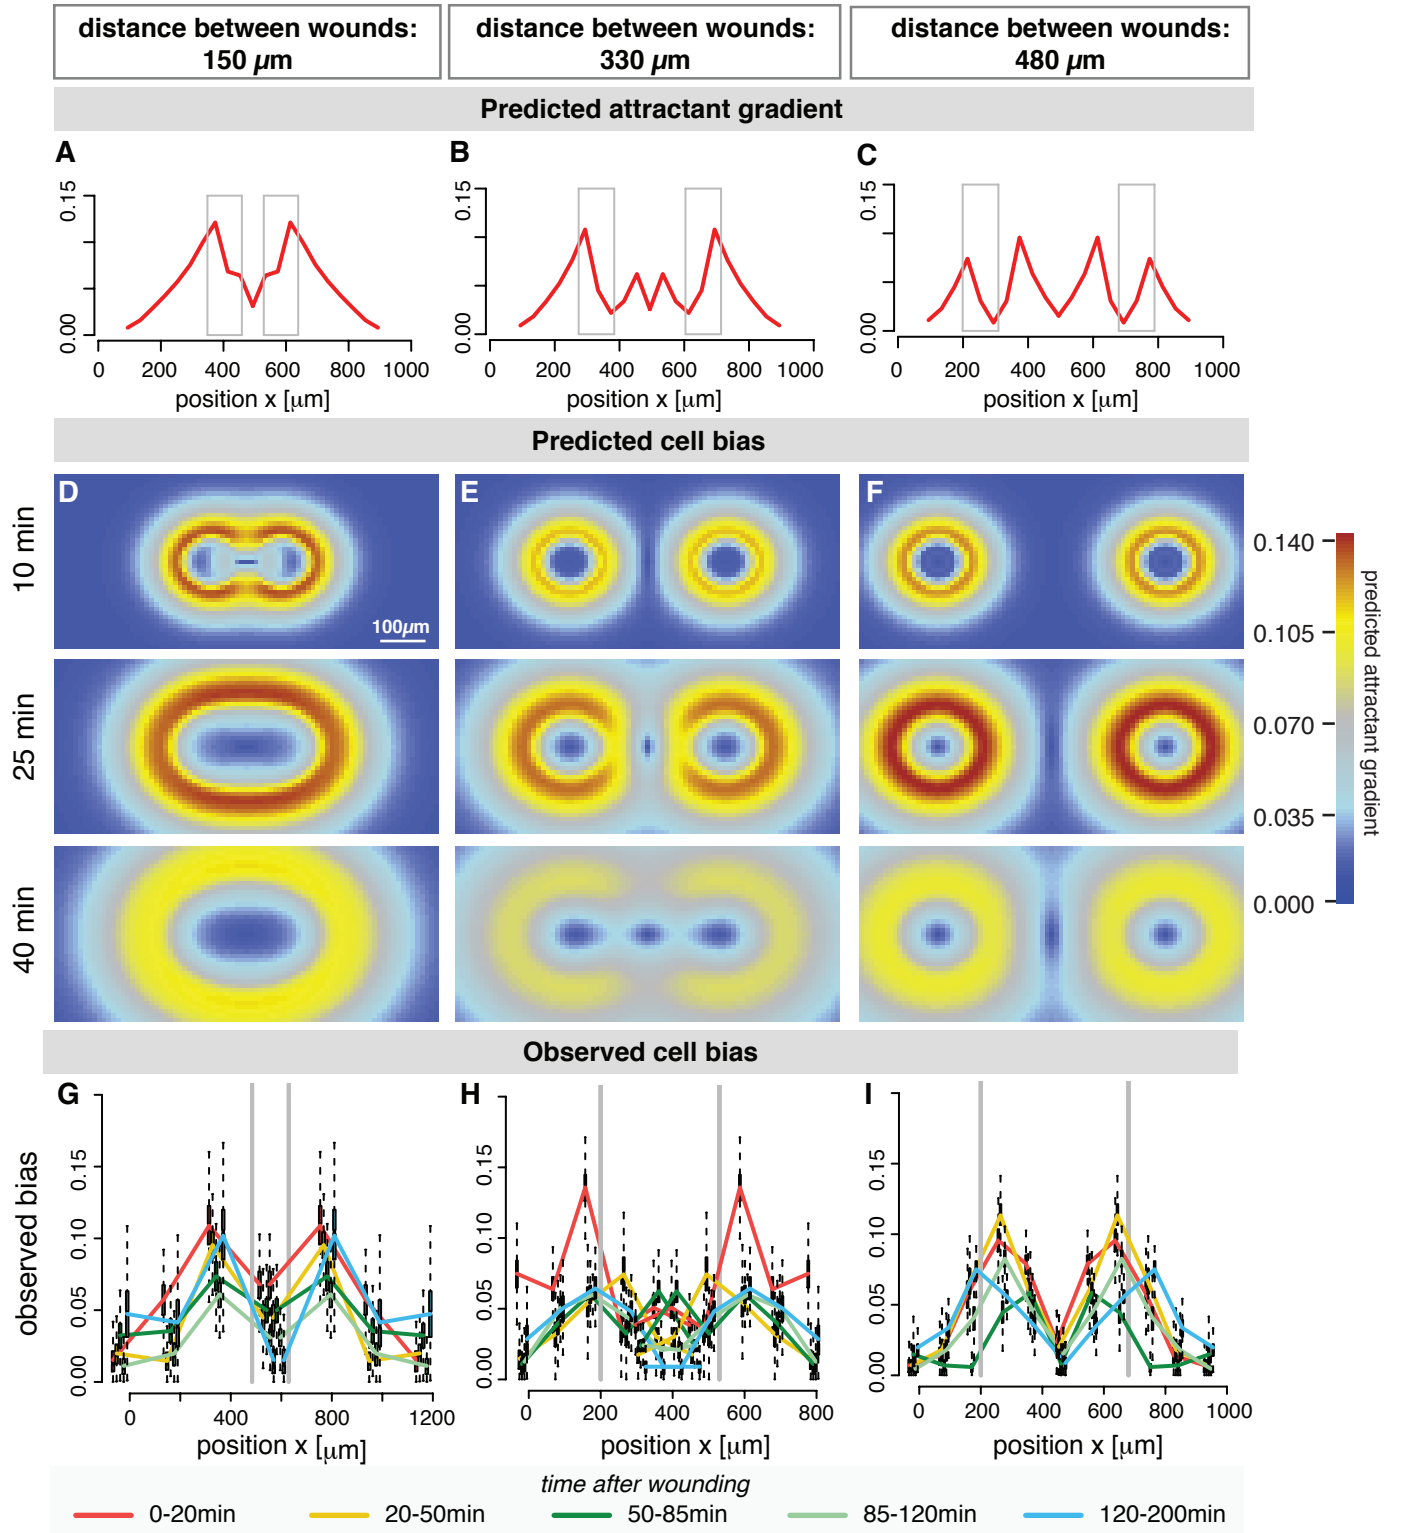 distance between wounds:
150 µm
distance between wounds:
330 µm
distance between wounds:
480 µm
Predicted attractant gradient
A
B
C
0.15
0.00
0 200 400 600 800 1000
position x [µm]
0.15
0.00
0 200 400 600 800 1000
position x [µm]
0.15
0.00
0 200 400 600 800 1000
position x [µm]
Predicted cell bias
10 min
D
100µm
E
F
25 min
40 min
0.140
0.105
0.070
0.035
0.000
predicted attractant gradient
Observed cell bias
observed bias
G
0.15
0.10
0.05
0.00
0 400 800 1200
position x [µm]
H
0.15
0.10
0.05
0.00
0 200 400 600 800
position x [µm]
I
0.15
0.10
0.05
0.00
0 200 400 600 800 1000
position x [µm]
time after wounding
0-20min 20-50min 50-85min 85-120min 120-200min